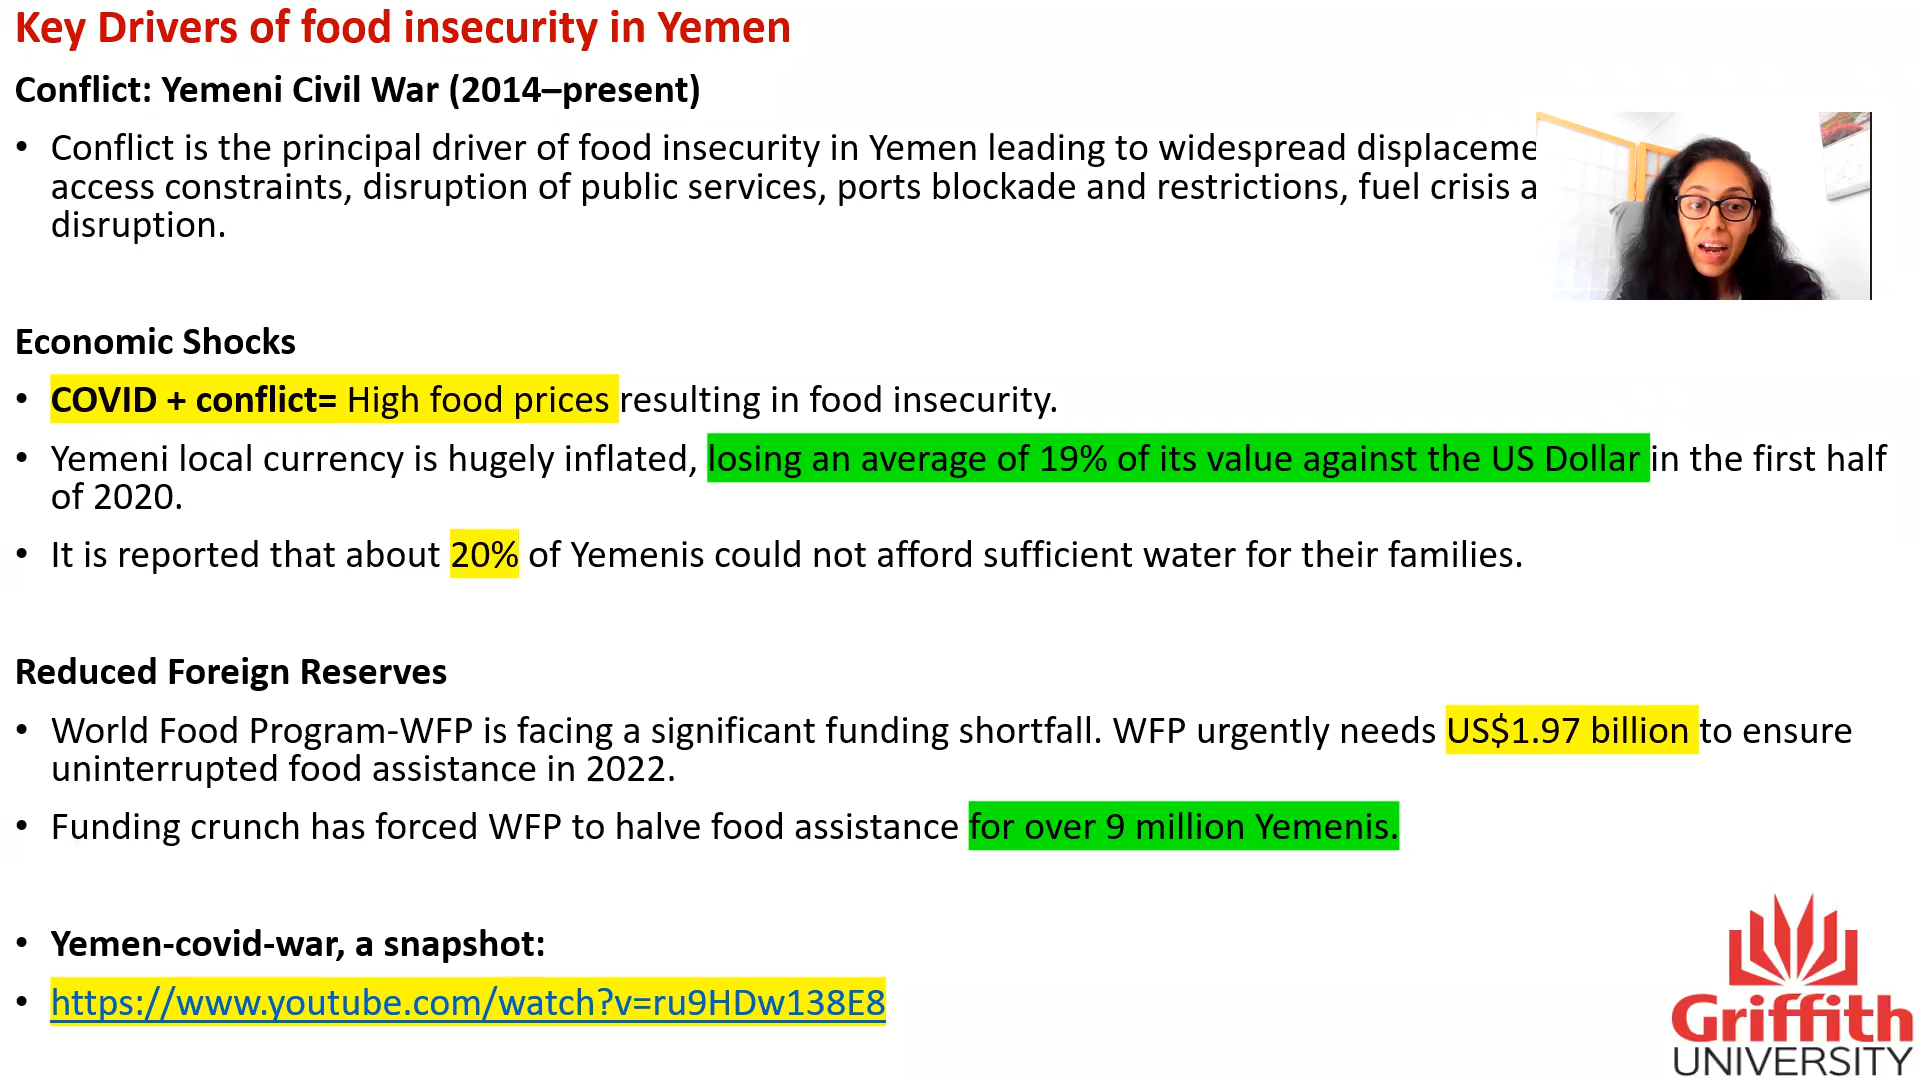 Key Drivers of food insecurity in Yemen
Conflict: Yemeni Civil War (2014–present)
• Conflict is the principal driver of food insecurity in Yemen leading to widespread displaceme
access constraints, disruption of public services, ports blockade and restrictions, fuel crisis a
disruption.
Economic Shocks
• COVID + conflict= High food prices resulting in food insecurity.
• Yemeni local currency is hugely inflated, losing an average of 19% of its value against the US Dollar in the first half
of 2020.
• It is reported that about 20% of Yemenis could not afford sufficient water for their families.
Reduced Foreign Reserves
• World Food Program-WFP is facing a significant funding shortfall. WFP urgently needs US$1.97 billion to ensure
uninterrupted food assistance in 2022.
• Funding crunch has forced WFP to halve food assistance for over 9 million Yemenis.
• Yemen-covid-war, a snapshot:
• https://www.youtube.com/watch?v=ru9HDw138E8
Griffith
UNIVERSITY